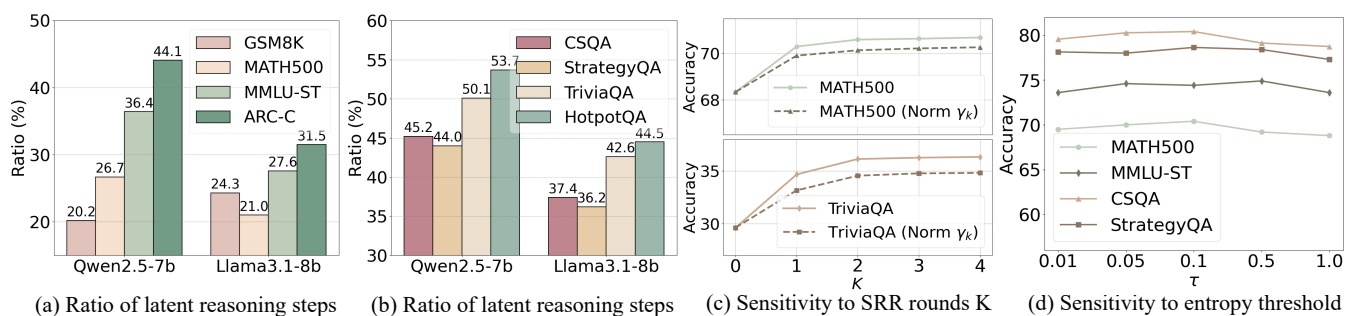 50
40
30
20
Ratio (%)
GSM8K
MATH500
MMLU-ST
ARC-C
20.2
26.7
36.4
44.1
24.3
21.0
27.6
31.5
Qwen2.5-7b
Llama3.1-8b
(a) Ratio of latent reasoning steps
60
55
50
45
40
35
30
Ratio (%)
CSQA
StrategyQA
TriviaQA
HotpotQA
45.2
44.0
50.1
53.7
37.4
36.2
42.6
44.5
Qwen2.5-7b
Llama3.1-8b
(b) Ratio of latent reasoning steps
70
68
Accuracy
MATH500
MATH500 (Norm γk)
35
30
Accuracy
TriviaQA
TriviaQA (Norm γk)
0 1 2 3 4
K
(c) Sensitivity to SRR rounds K
80
75
70
65
60
Accuracy
MATH500
MMLU-ST
CSQA
StrategyQA
0.01 0.05 0.1 0.5 1.0
τ
(d) Sensitivity to entropy threshold